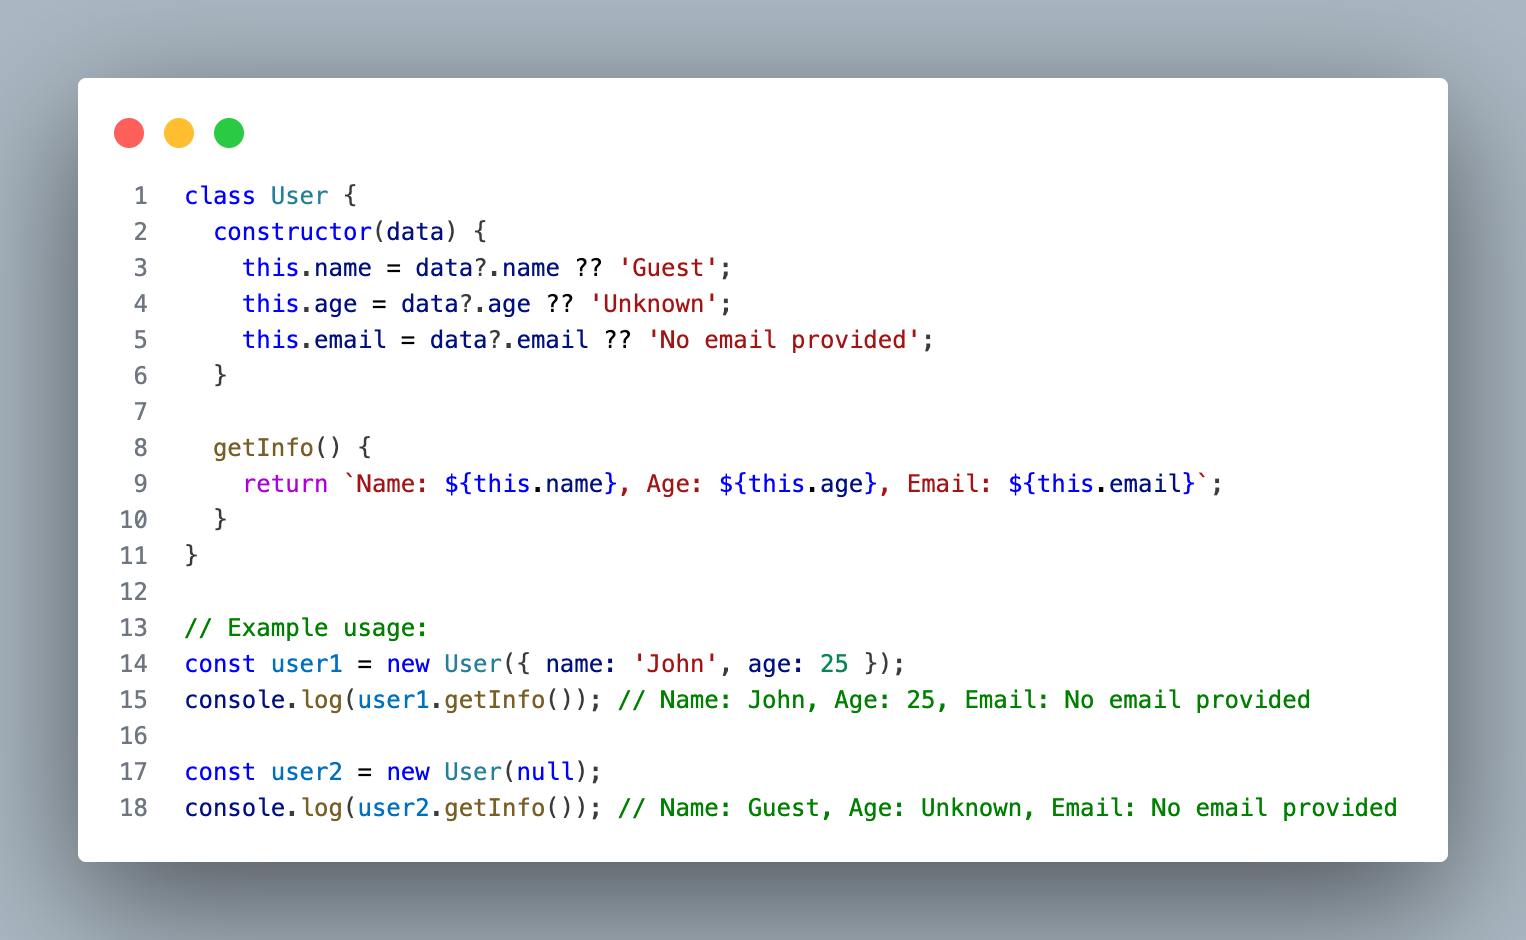 1 class User {
2   constructor(data) {
3     this.name = data?.name ?? 'Guest';
4     this.age = data?.age ?? 'Unknown';
5     this.email = data?.email ?? 'No email provided';
6   }
7
8   getInfo() {
9     return `Name: ${this.name}, Age: ${this.age}, Email: ${this.email}`;
10   }
11 }
12
13 // Example usage:
14 const user1 = new User({ name: 'John', age: 25 });
15 console.log(user1.getInfo()); // Name: John, Age: 25, Email: No email provided
16
17 const user2 = new User(null);
18 console.log(user2.getInfo()); // Name: Guest, Age: Unknown, Email: No email provided